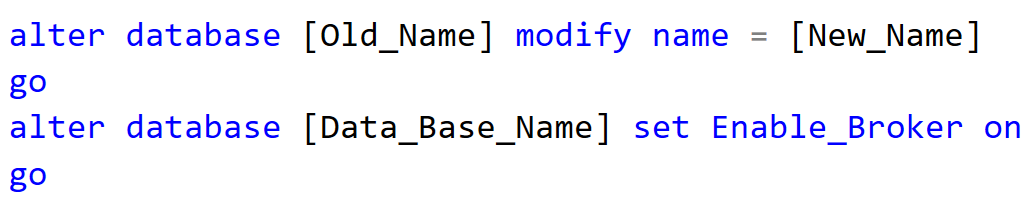 alter database [Old_Name] modify name = [New_Name]
go
alter database [Data_Base_Name] set Enable_Broker on
go